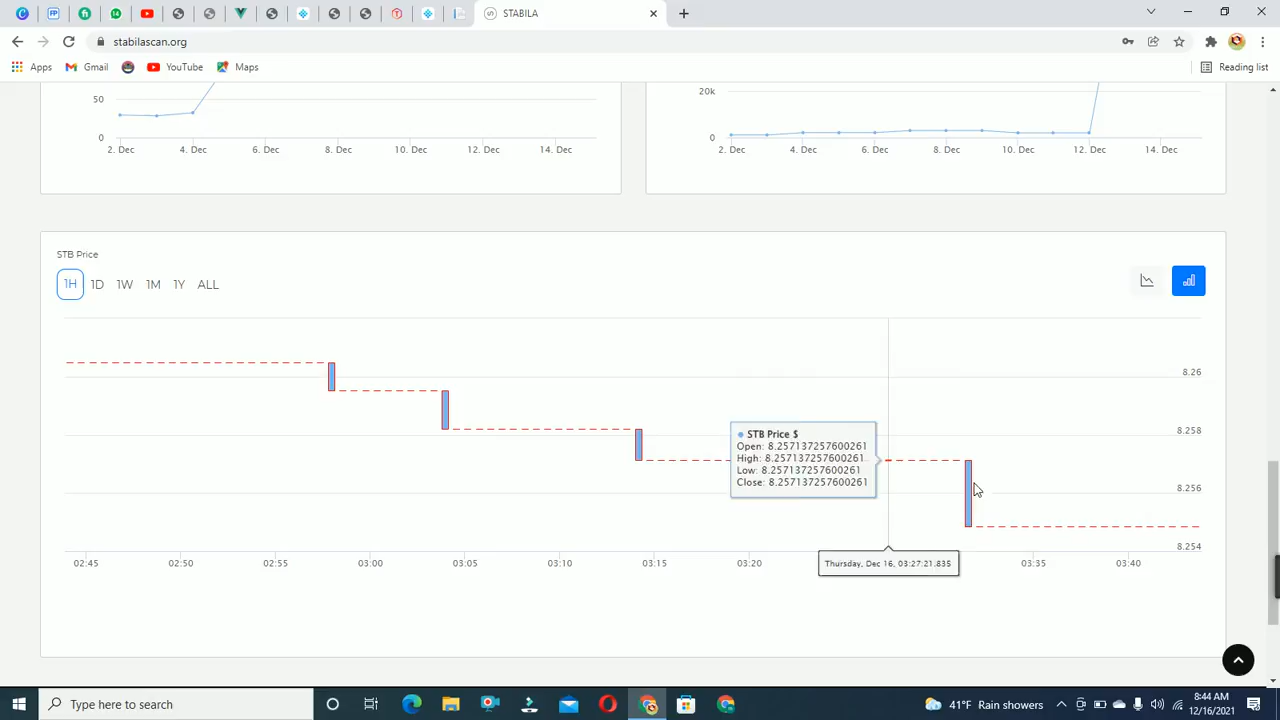 STABILA
stabilascan.org
Apps
Gmail
YouTube
Maps
Reading list
50
0
2. Dec
4. Dec
6. Dec
8. Dec
10. Dec
12. Dec
14. Dec
20k
0
2. Dec
4. Dec
6. Dec
8. Dec
10. Dec
12. Dec
14. Dec
STB Price
1H 1D 1W 1M 1Y ALL
8.26
8.258
8.256
8.254
STB Price $
Open: 8.257137257600261
High: 8.257137257600261
Low: 8.257137257600261
Close: 8.257137257600261
Thursday, Dec 16, 03:27:21.835
02:45
02:50
02:55
03:00
03:05
03:10
03:15
03:20
03:35
03:40
Type here to search
41°F Rain showers
8:44 AM
12/16/2021